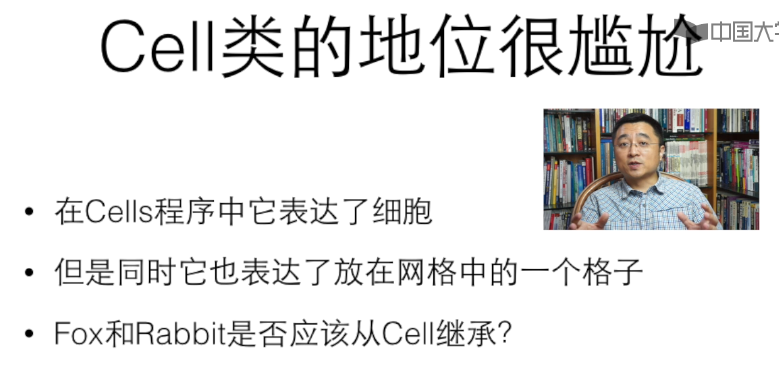 Cell类的地位很尴尬
中国大学
• 在Cells程序中它表达了细胞
• 但是同时它也表达了放在网格中的一个格子
• Fox和Rabbit是否应该从Cell继承?